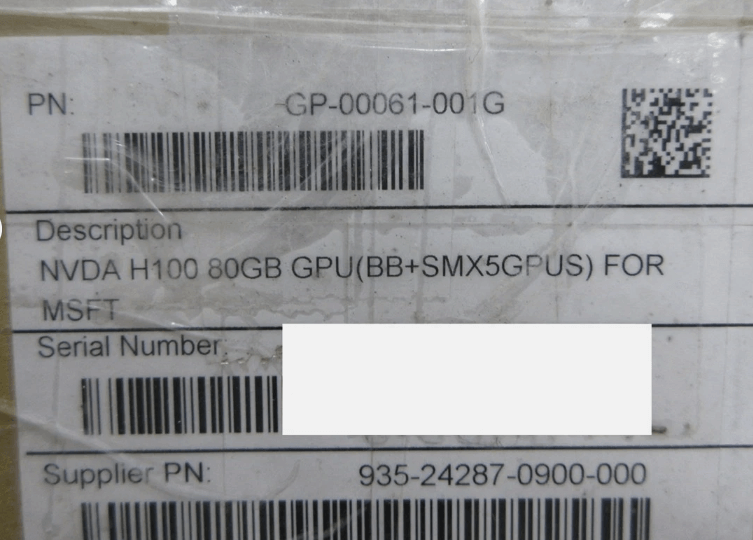 PN: -GP-00061-001G
Description
NVDA H100 80GB GPU(BB+SMX5GPUS) FOR
MSFT
Serial Number:
Supplier PN: 935-24287-0900-000